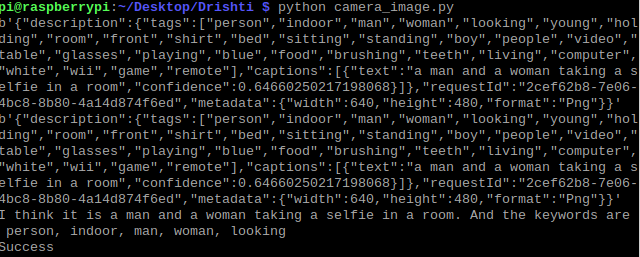 pi@raspberrypi:~/Desktop/Drishti $ python camera_image.py
b'{"description":{"tags":["person","indoor","man","woman","looking","young","hol
ding","room","front","shirt","bed","sitting","standing","boy","people","video","
table","glasses","playing","blue","food","brushing","teeth","living","computer",
"white","wii","game","remote"],"captions":[{"text":"a man and a woman taking a s
elfie in a room","confidence":0.64660250217198068}]},"requestId":"2cef62b8-7e06-
4bc8-8b80-4a14d874f6ed","metadata":{"width":640,"height":480,"format":"Png"}}'
b'{"description":{"tags":["person","indoor","man","woman","looking","young","hol
ding","room","front","shirt","bed","sitting","standing","boy","people","video","
table","glasses","playing","blue","food","brushing","teeth","living","computer",
"white","wii","game","remote"],"captions":[{"text":"a man and a woman taking a s
elfie in a room","confidence":0.64660250217198068}]},"requestId":"2cef62b8-7e06-
4bc8-8b80-4a14d874f6ed","metadata":{"width":640,"height":480,"format":"Png"}}'
I think it is a man and a woman taking a selfie in a room. And the keywords are
 person, indoor, man, woman, looking
Success